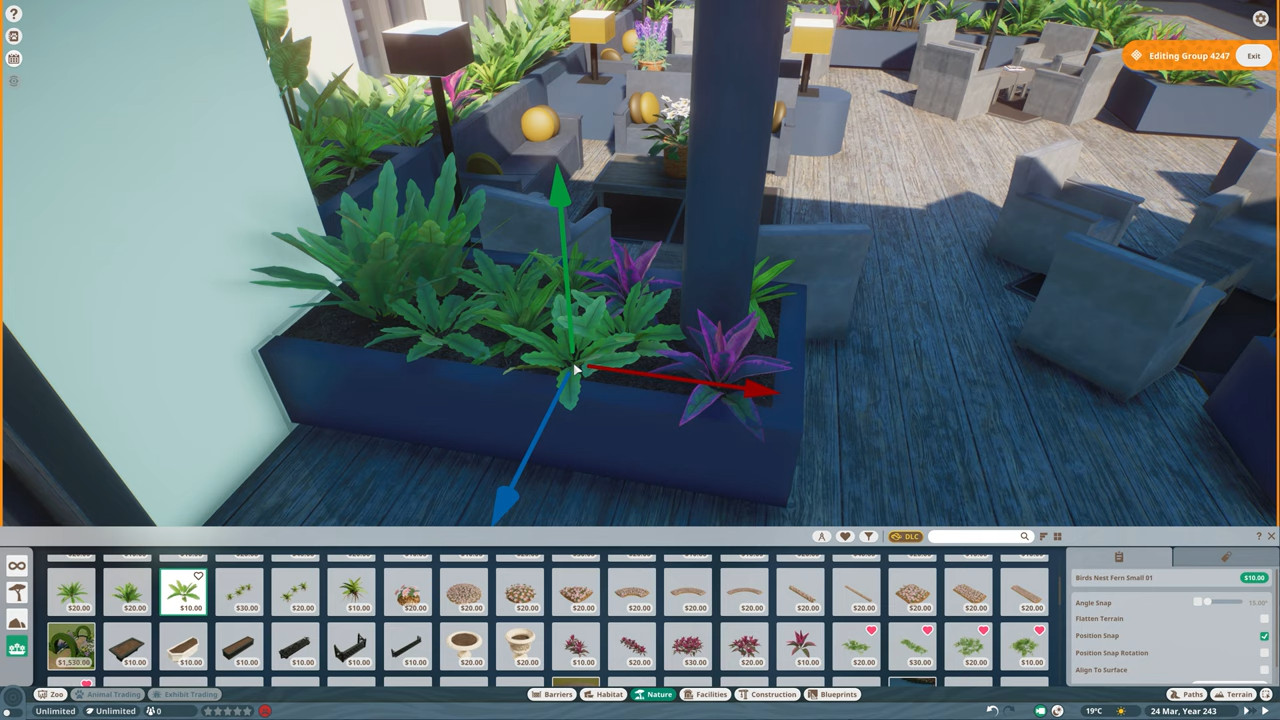 ?
Editing Group 4247
Exit
DLC
?
$20.00 $20.00 $10.00 $30.00 $20.00 $10.00 $20.00 $20.00 $20.00 $20.00 $20.00 $20.00 $20.00 $20.00 $20.00 $20.00 $20.00 $20.00
$1,530.00 $10.00 $10.00 $10.00 $10.00 $10.00 $10.00 $20.00 $20.00 $10.00 $20.00 $30.00 $20.00 $10.00 $20.00 $30.00 $20.00 $10.00
Birds Nest Fern Small 01 $10.00
Angle Snap 15.00°
Flatten Terrain
Position Snap
Position Snap Rotation
Align To Surface
Zoo Animal Trading Exhibit Trading Barriers Habitat Nature Facilities Construction Blueprints Paths Terrain
Unlimited Unlimited 0 19°C 24 Mar, Year 243